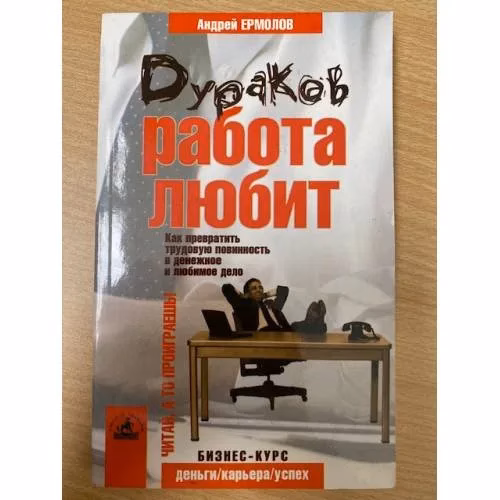 Андрей ЕРМОЛОВ
Дураков
работа
любит
Как превратить
трудовую повинность
в денежное
и любимое дело
ЧИТАЙ, А ТО ПРОИГРАЕШЬ!
БИЗНЕС-КУРС
деньги/карьера/успех